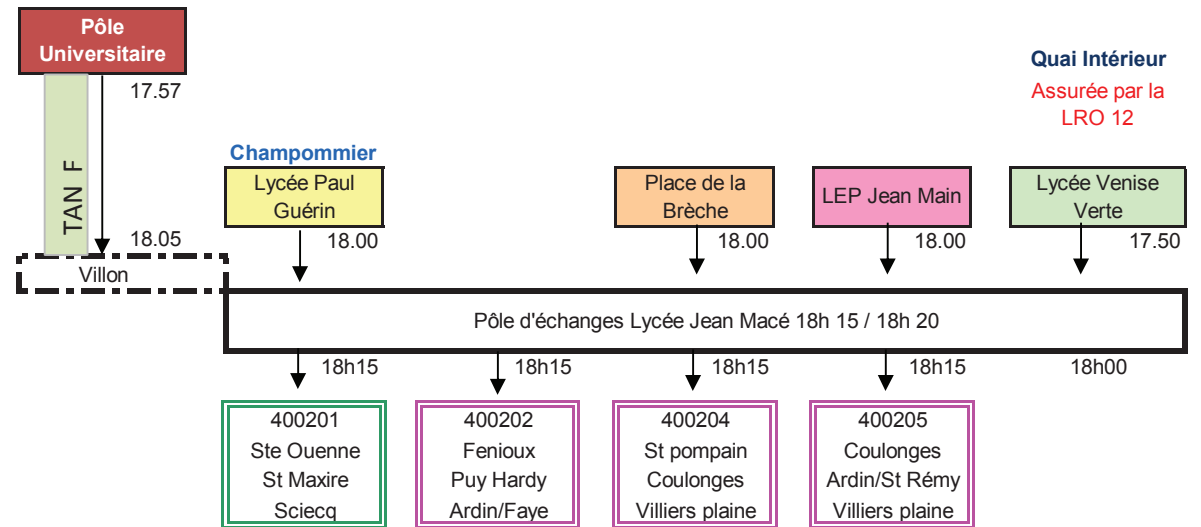 Pôle
Universitaire
17.57
TAN F
18.05
Villon
Quai Intérieur
Assurée par la
LRO 12
Champommier
Lycée Paul
Guérin
18.00
Place de la
Brèche
18.00
LEP Jean Main
18.00
Lycée Venise
Verte
17.50
Pôle d'échanges Lycée Jean Macé 18h 15 / 18h 20
18h15
18h15
18h15
18h15
18h00
400201
Ste Ouenne
St Maxire
Sciecq
400202
Fenioux
Puy Hardy
Ardin/Faye
400204
St pompain
Coulonges
Villiers plaine
400205
Coulonges
Ardin/St Rémy
Villiers plaine